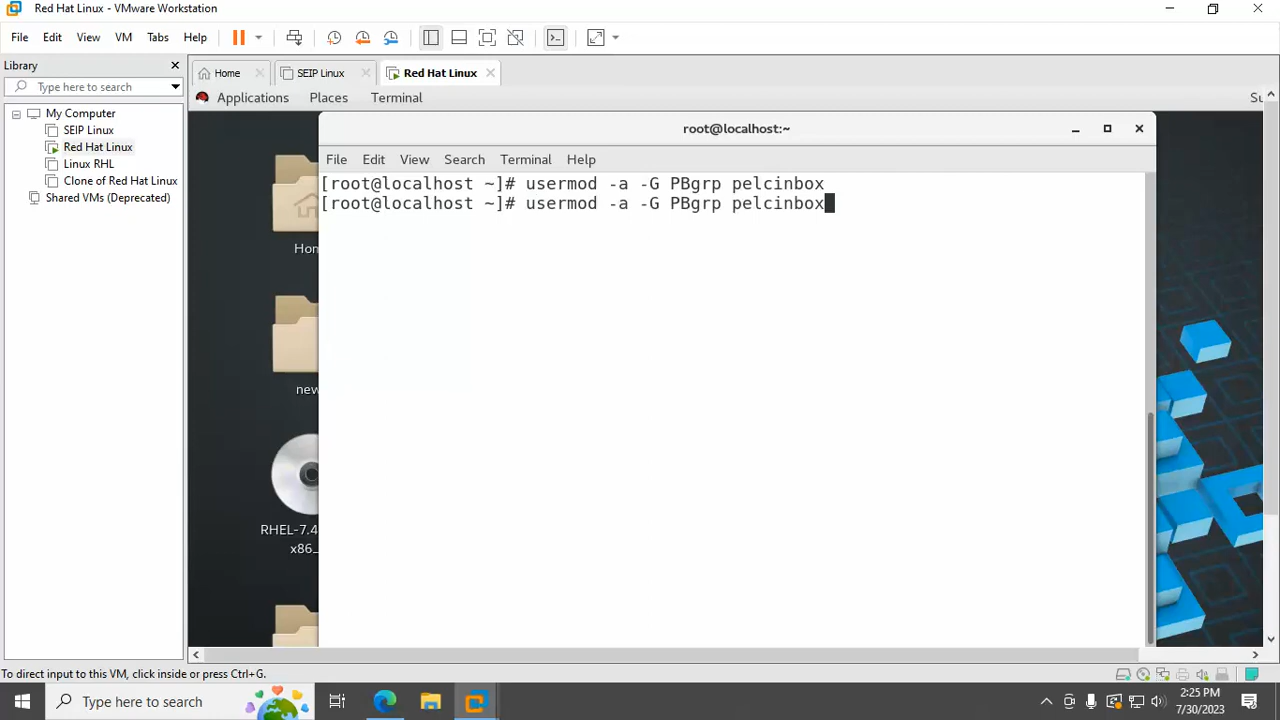 Red Hat Linux - VMware Workstation
File Edit View VM Tabs Help
Library
Type here to search
My Computer
SEIP Linux
Red Hat Linux
Linux RHL
Clone of Red Hat Linux
Shared VMs (Deprecated)
Home SEIP Linux Red Hat Linux
Applications Places Terminal Su
root@localhost:~
File Edit View Search Terminal Help
[root@localhost ~]# usermod -a -G PBgrp pelcinbox
[root@localhost ~]# usermod -a -G PBgrp pelcinbox
Hom
new
RHEL-7.4
x86_
To direct input to this VM, click inside or press Ctrl+G.
Type here to search
2:25 PM
7/30/2023